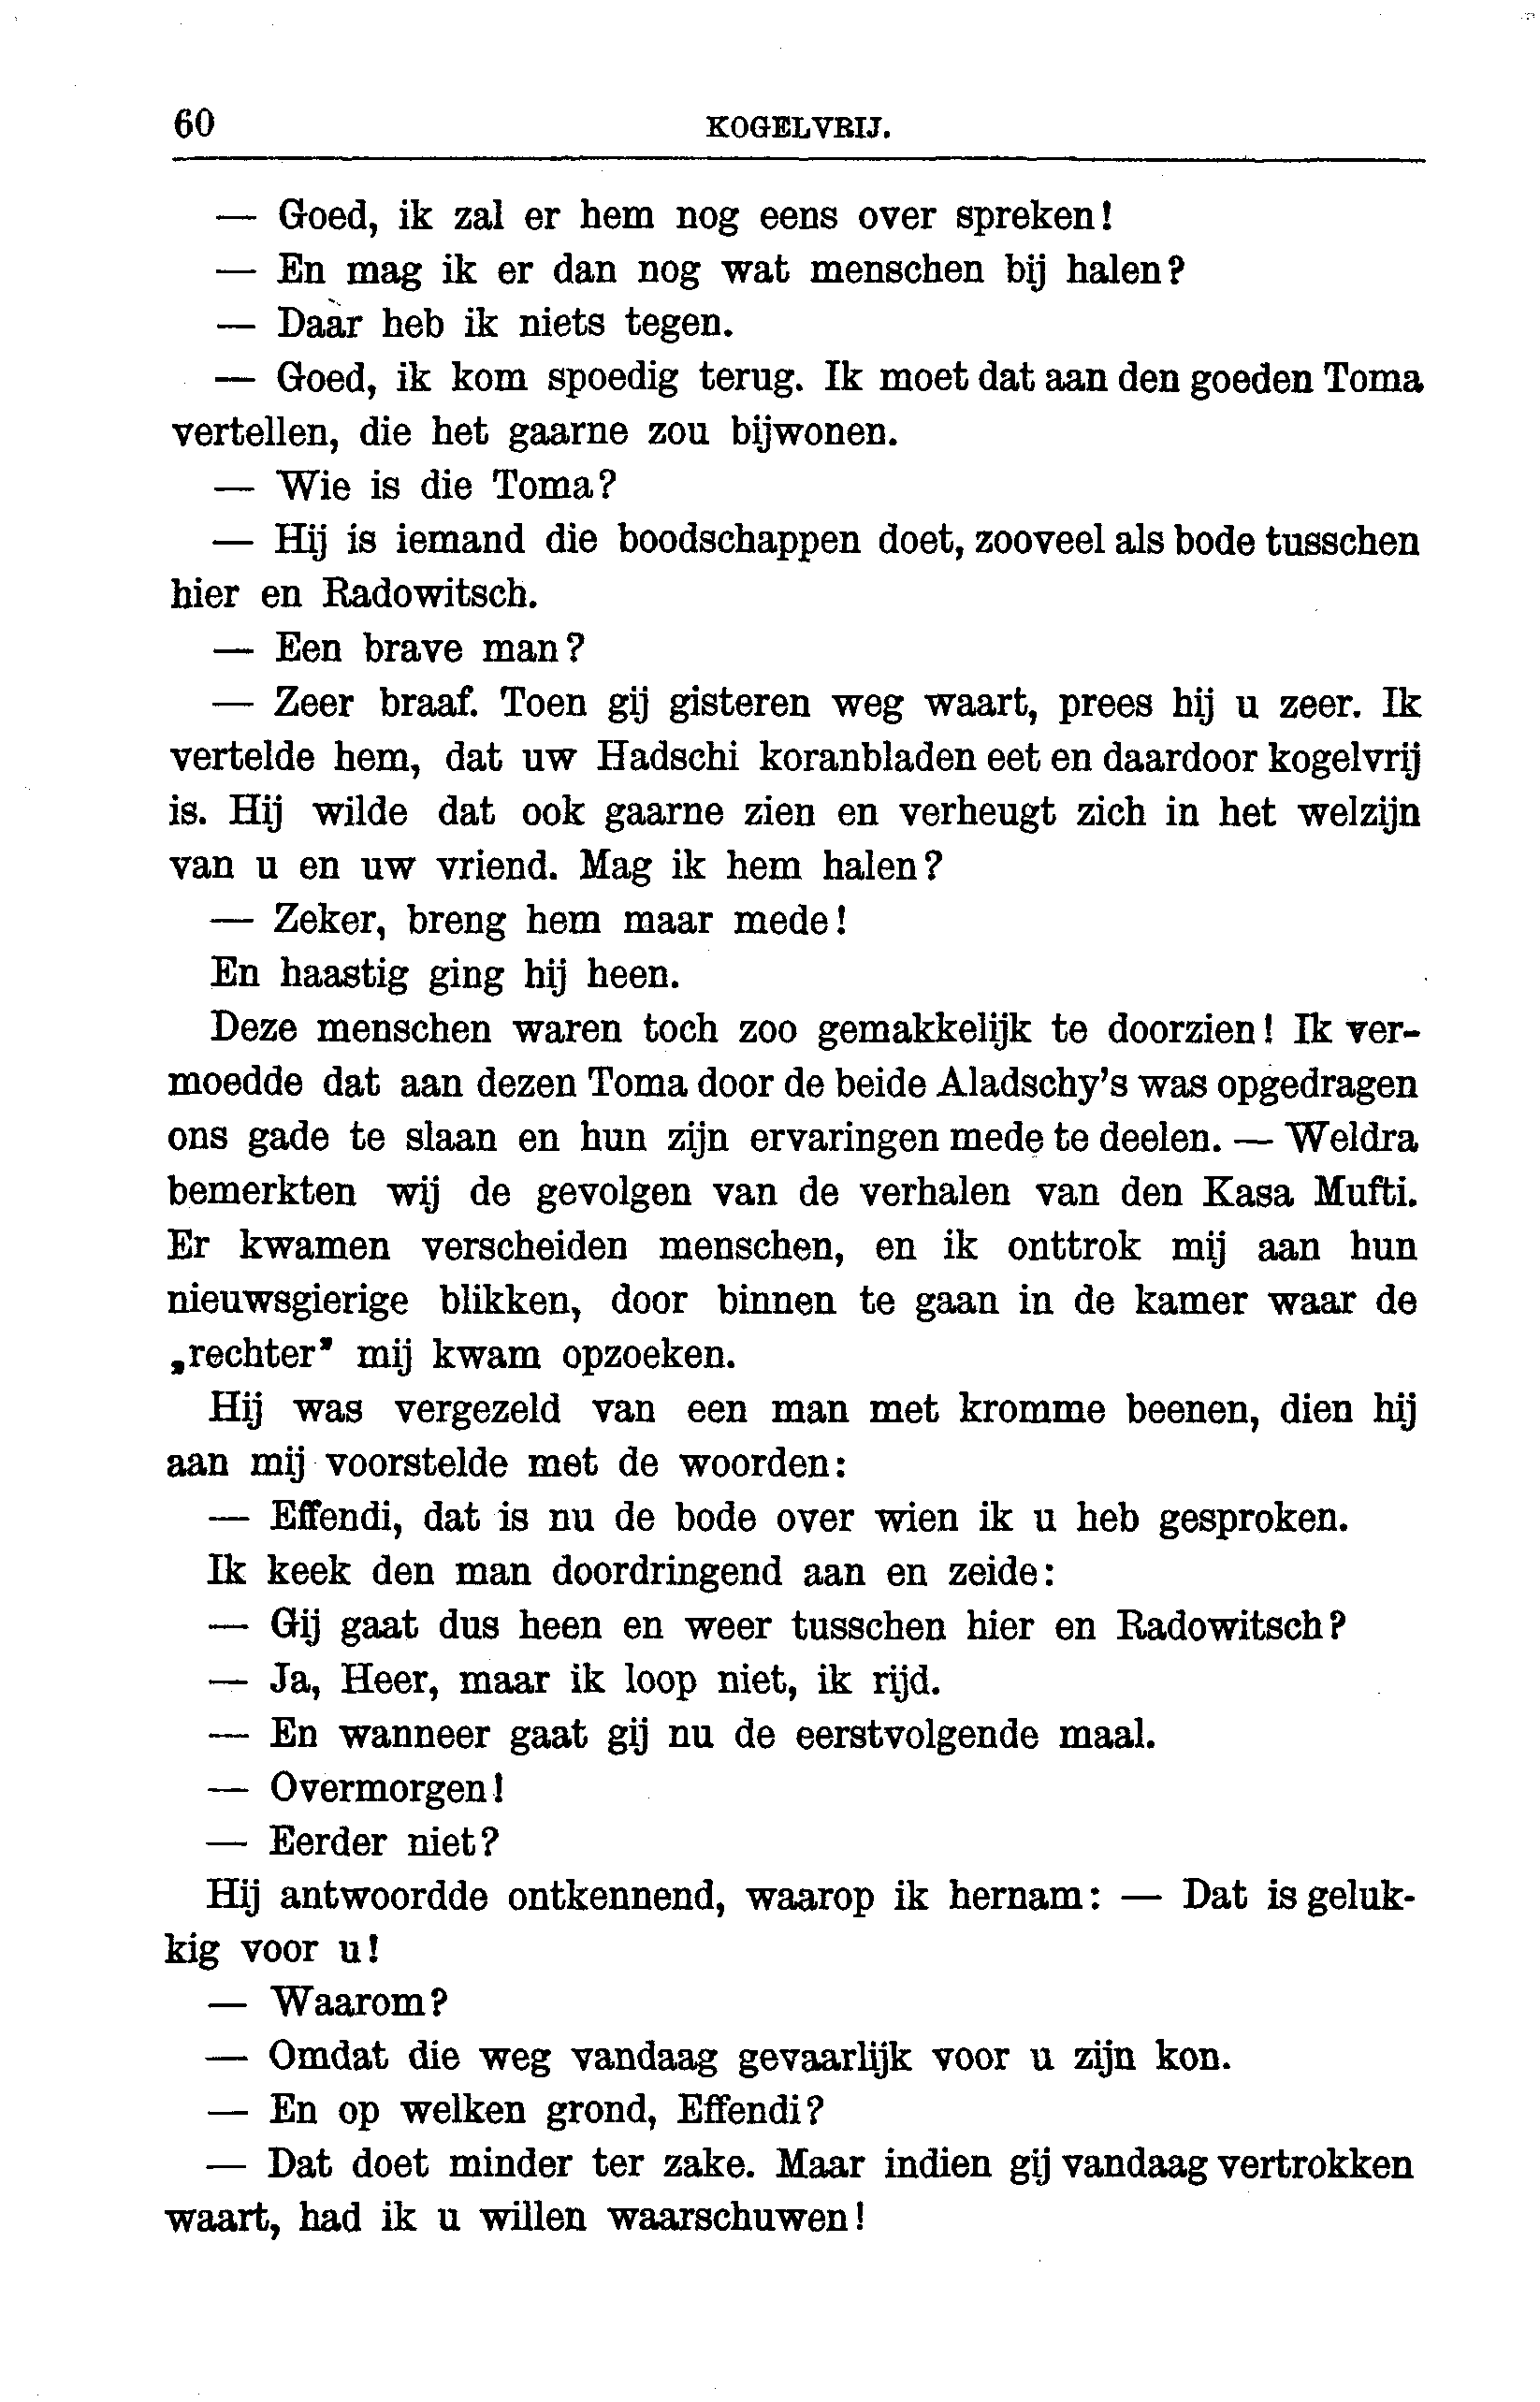 60
KOGELVRIJ.
— Goed, ik zal er hem nog eens over spreken!
— En mag ik er dan nog wat menschen bij halen?
— Daàr heb ik niets tegen.
— Goed, ik kom spoedig terug. Ik moet dat aan den goeden Toma
vertellen, die het gaarne zou bijwonen.
— Wie is die Toma?
— Hij is iemand die boodschappen doet, zooveel als bode tusschen
hier en Radowitsch.
— Een brave man?
— Zeer braaf. Toen gij gisteren weg waart, prees hij u zeer. Ik
vertelde hem, dat uw Hadschi koranbladen eet en daardoor kogelvrij
is. Hij wilde dat ook gaarne zien en verheugt zich in het welzijn
van u en uw vriend. Mag ik hem halen?
— Zeker, breng hem maar mede!
En haastig ging hij heen.
Deze menschen waren toch zoo gemakkelijk te doorzien! Ik ver-
moedde dat aan dezen Toma door de beide Aladschy's was opgedragen
ons gade te slaan en hun zijn ervaringen mede te deelen. — Weldra
bemerkten wij de gevolgen van de verhalen van den Kasa Mufti.
Er kwamen verscheiden menschen, en ik onttrok mij aan hun
nieuwsgierige blikken, door binnen te gaan in de kamer waar de
„rechter" mij kwam opzoeken.
Hij was vergezeld van een man met kromme beenen, dien hij
aan mij voorstelde met de woorden:
— Effendi, dat is nu de bode over wien ik u heb gesproken.
Ik keek den man doordringend aan en zeide:
— Gij gaat dus heen en weer tusschen hier en Radowitsch?
— Ja, Heer, maar ik loop niet, ik rijd.
— En wanneer gaat gij nu de eerstvolgende maal.
— Overmorgen!
— Eerder niet?
Hij antwoordde ontkennend, waarop ik hernam: — Dat is geluk-
kig voor u!
— Waarom?
— Omdat die weg vandaag gevaarlijk voor u zijn kon.
— En op welken grond, Effendi?
— Dat doet minder ter zake. Maar indien gij vandaag vertrokken
waart, had ik u willen waarschuwen!